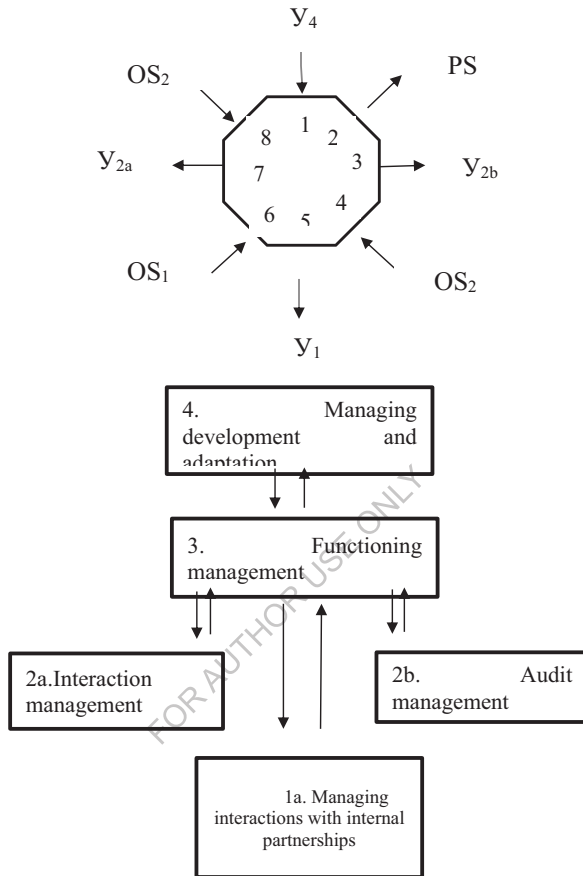 У₄
OS₂ PS
1
8 2
У₂ₐ 7 3 У₂b
6 4
5
OS₁ OS₂
У₁
4. Managing
development and
adaptation
3. Functioning
management
2a.Interaction
management
2b. Audit
management
1a. Managing
interactions with internal
partnerships
FOR AUTHOR USE ONLY